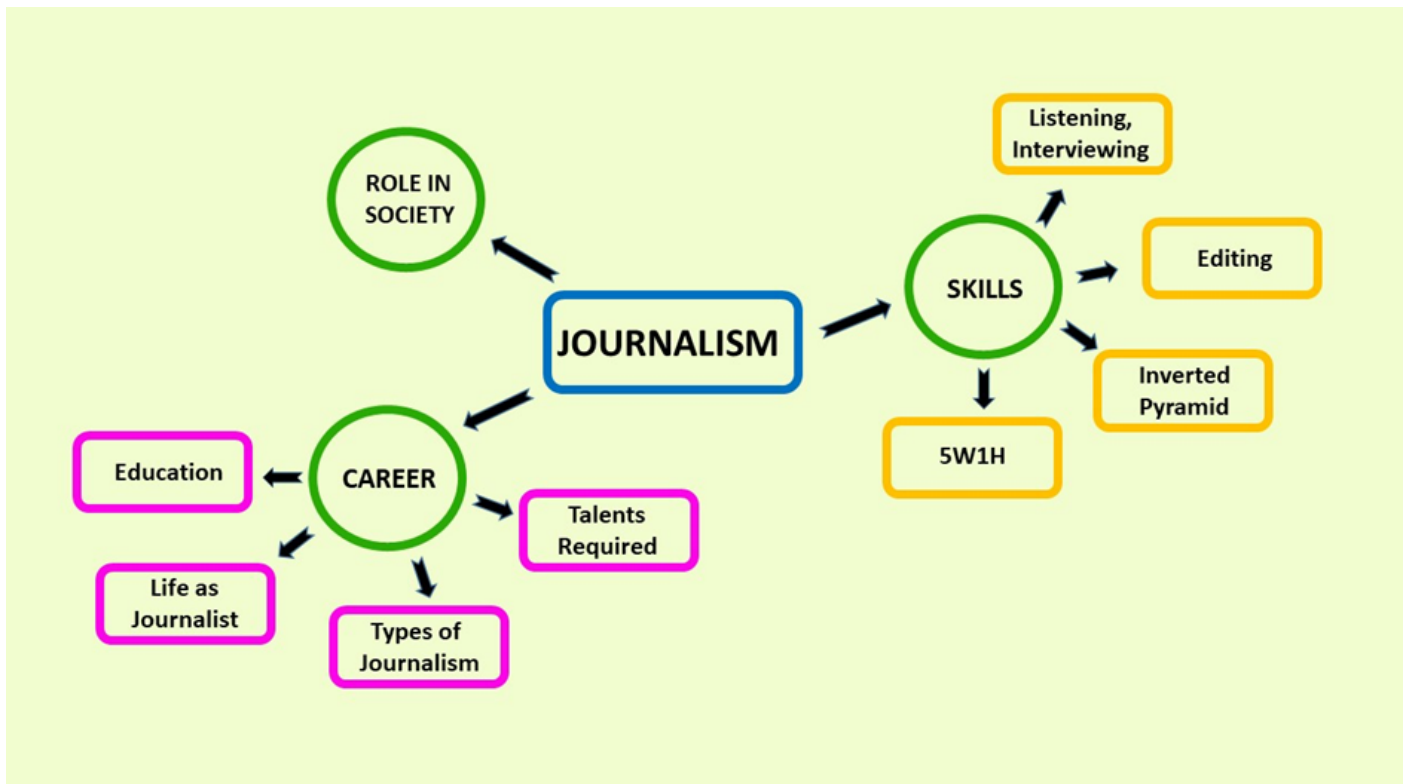 JOURNALISM
ROLE IN
SOCIETY
SKILLS
Listening,
Interviewing
Editing
Inverted
Pyramid
5W1H
CAREER
Education
Life as
Journalist
Types of
Journalism
Talents
Required